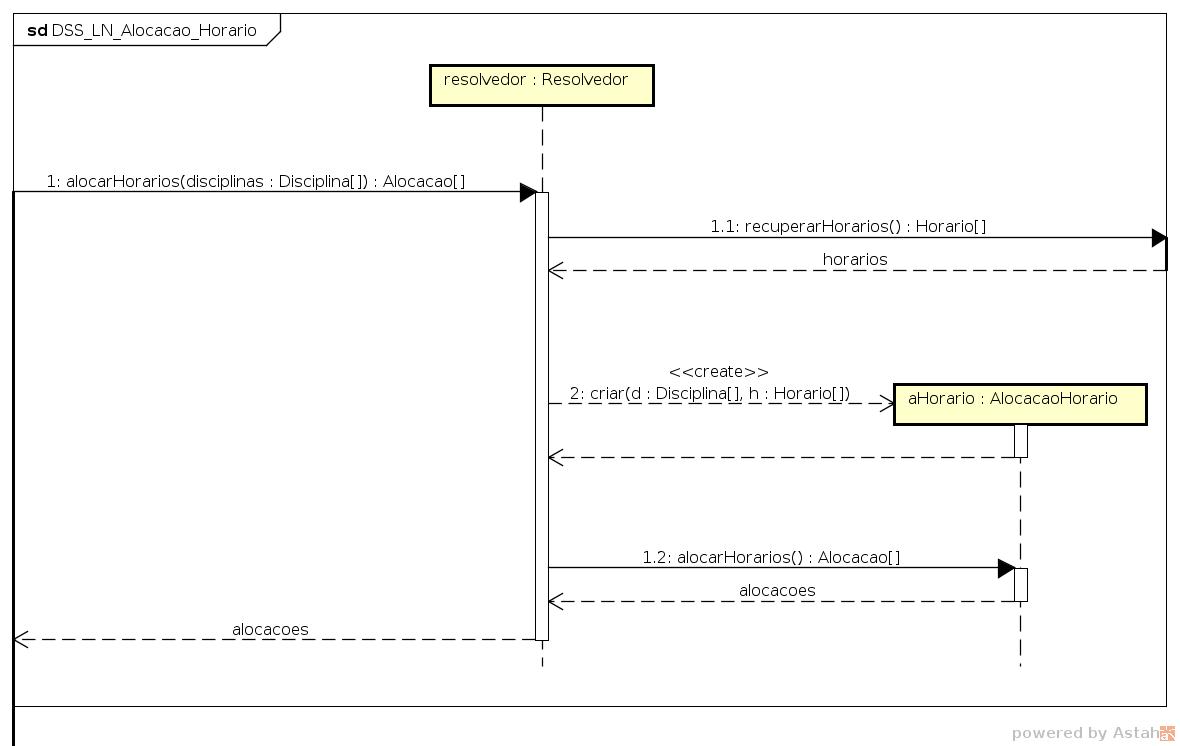 sd DSS_LN_Alocacao_Horario
resolvedor : Resolvedor
1: alocarHorarios(disciplinas : Disciplina[]) : Alocacao[]
1.1: recuperarHorarios() : Horario[]
horarios
<<create>>
2: criar(d : Disciplina[], h : Horario[])
aHorario : AlocacaoHorario
1.2: alocarHorarios() : Alocacao[]
alocacoes
alocacoes
powered by Astah